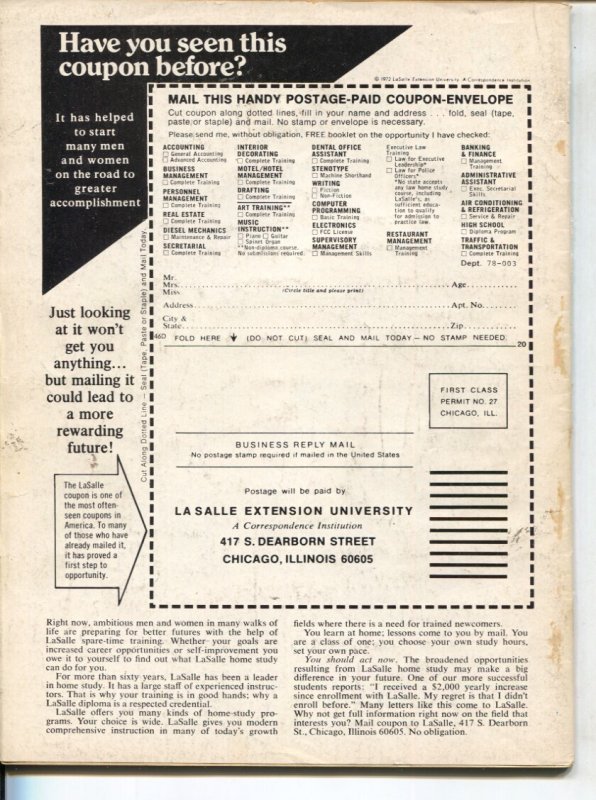 Have you seen this
coupon before?
© 1972 LaSalle Extension University A Correspondence Institution
It has helped
to start
many men
and women
on the road to
greater
accomplishment
MAIL THIS HANDY POSTAGE-PAID COUPON-ENVELOPE
Cut coupon along dotted lines, fill in your name and address . . . fold, seal (tape,
paste or staple) and mail. No stamp or envelope is necessary.
Please send me, without obligation, FREE booklet on the opportunity I have checked:
ACCOUNTING
General Accounting
Advanced Accounting
BUSINESS
MANAGEMENT
Complete Training
PERSONNEL
MANAGEMENT
Complete Training
REAL ESTATE
Complete Training
DIESEL MECHANICS
Maintenance & Repair
SECRETARIAL
Complete Training
INTERIOR
DECORATING
Complete Training
MOTEL/HOTEL
MANAGEMENT
Complete Training
DRAFTING
Complete Training
ART TRAINING**
Complete Training
MUSIC
INSTRUCTION**
Piano Guitar
Spinet Organ
**Non-diploma course.
No submissions required.
DENTAL OFFICE
ASSISTANT
Complete Training
STENOTYPE
Machine Shorthand
WRITING
Fiction
Non-Fiction
COMPUTER
PROGRAMMING
Basic Training
ELECTRONICS
FCC License
SUPERVISORY
MANAGEMENT
Management Skills
Executive Law
Training
Law for Executive
Leadership*
Law for Police
Officers*
*No state accepts
any law home study
course, including
LaSalle's, as
sufficient educa-
tion to qualify
for admission to
practice law.
RESTAURANT
MANAGEMENT
Management
Training
BANKING
& FINANCE
Management
Training
ADMINISTRATIVE
ASSISTANT
Exec. Secretarial
Skills
AIR CONDITIONING
& REFRIGERATION
Service & Repair
HIGH SCHOOL
Diploma Program
TRAFFIC &
TRANSPORTATION
Complete Training
Dept. 78-003
Mr.
Mrs.
Miss
Age
(Circle title and please print)
Address
Apt. No.
City &
State
Zip
46D FOLD HERE (DO NOT CUT) SEAL AND MAIL TODAY – NO STAMP NEEDED. 20
Cut Along Dotted Line — Seal (Tape, Paste or Staple) and Mail Today.
Just looking
at it won't
get you
anything...
but mailing it
could lead to
a more
rewarding
future!
The LaSalle
coupon is one of
the most often-
seen coupons in
America. To many
of those who have
already mailed it,
it has proved a
first step to
opportunity.
FIRST CLASS
PERMIT NO. 27
CHICAGO, ILL.
BUSINESS REPLY MAIL
No postage stamp required if mailed in the United States
Postage will be paid by
LA SALLE EXTENSION UNIVERSITY
A Correspondence Institution
417 S. DEARBORN STREET
CHICAGO, ILLINOIS 60605
Right now, ambitious men and women in many walks of
life are preparing for better futures with the help of
LaSalle spare-time training. Whether your goals are
increased career opportunities or self-improvement you
owe it to yourself to find out what LaSalle home study
can do for you.
For more than sixty years, LaSalle has been a leader
in home study. It has a large staff of experienced instruc-
tors. That is why your training is in good hands; why a
LaSalle diploma is a respected credential.
LaSalle offers you many kinds of home-study pro-
grams. Your choice is wide. LaSalle gives you modern
comprehensive instruction in many of today's growth
fields where there is a need for trained newcomers.
You learn at home; lessons come to you by mail. You
are a class of one; you choose your own study hours,
set your own pace.
You should act now. The broadened opportunities
resulting from LaSalle home study may make a big
difference in your future. One of our more successful
students reports: "I received a $2,000 yearly increase
since enrollment with LaSalle. My regret is that I didn't
enroll before." Many letters like this come to LaSalle.
Why not get full information right now on the field that
interests you? Mail coupon to LaSalle, 417 S. Dearborn
St., Chicago, Illinois 60605. No obligation.